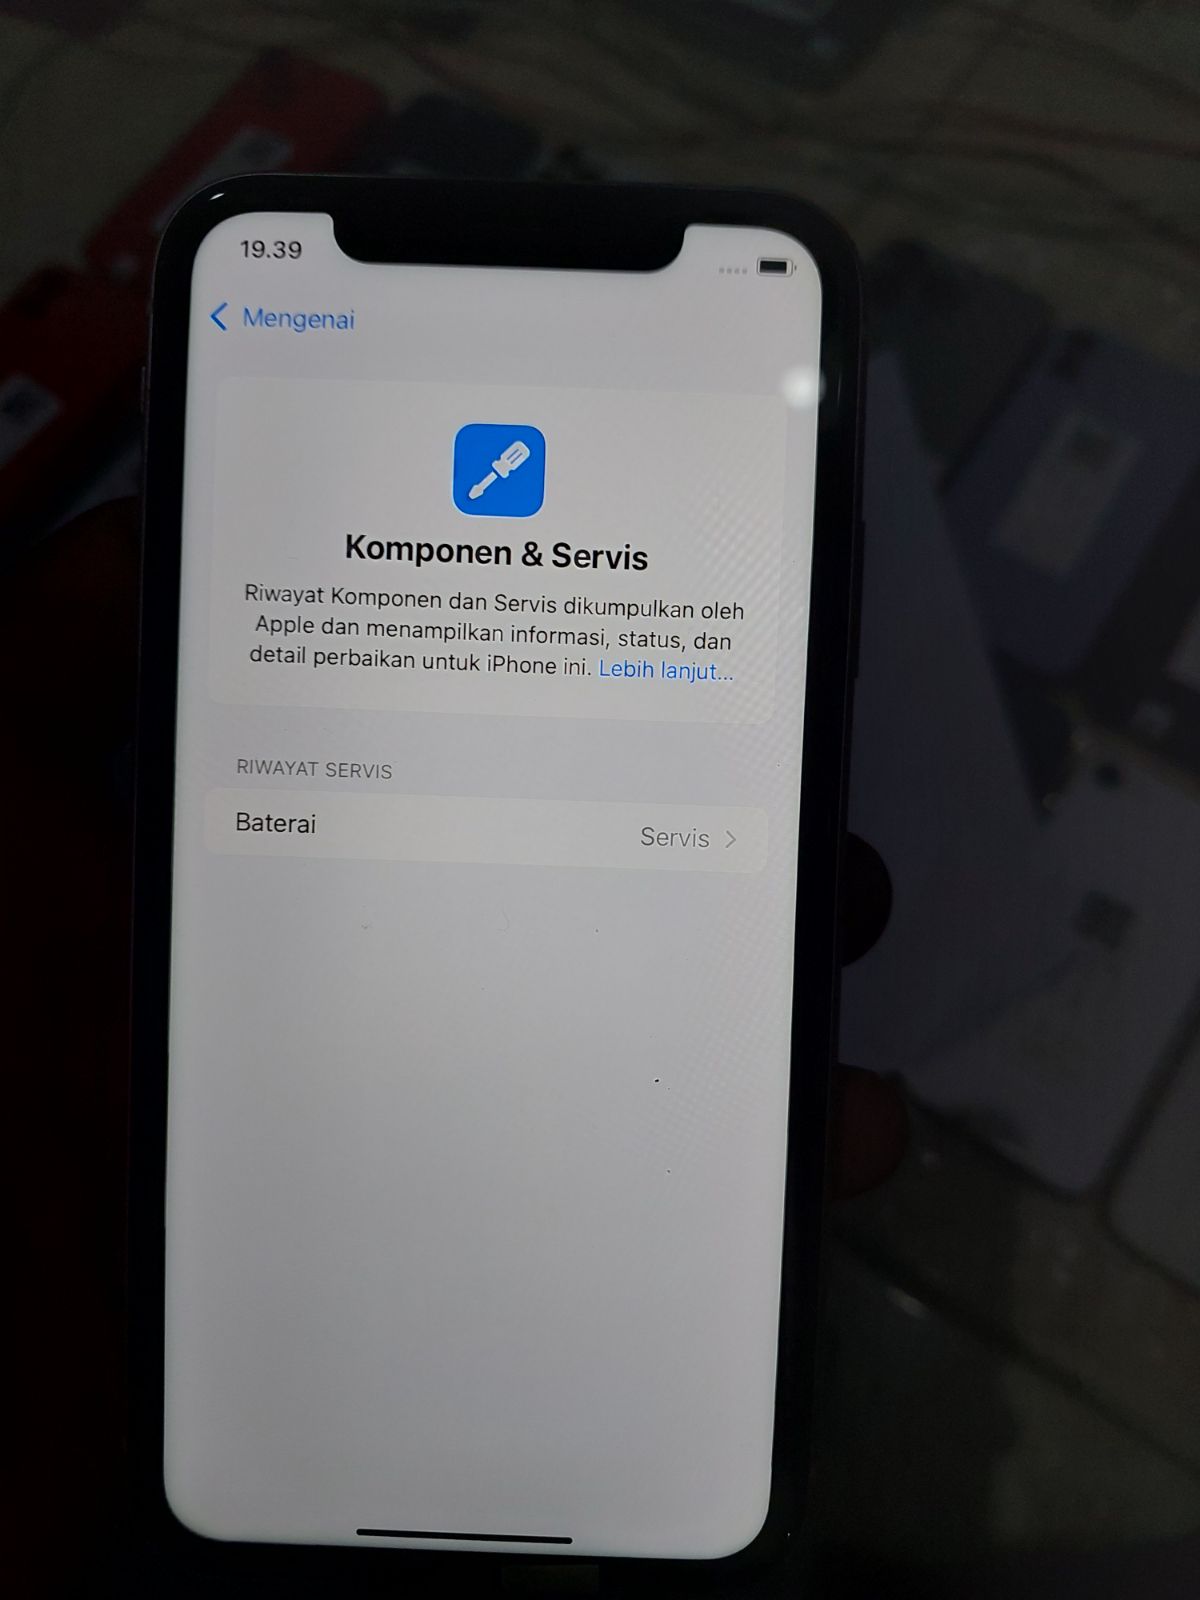 19.39
Mengenai
Komponen & Servis
Riwayat Komponen dan Servis dikumpulkan oleh
Apple dan menampilkan informasi, status, dan
detail perbaikan untuk iPhone ini. Lebih lanjut...
RIWAYAT SERVIS
Baterai
Servis